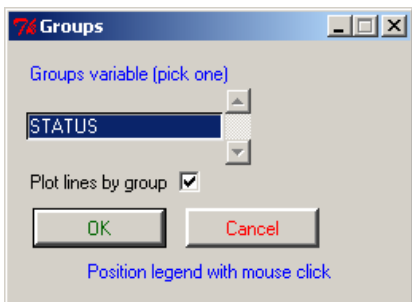 Groups
Groups variable (pick one)
STATUS
Plot lines by group
OK Cancel
Position legend with mouse click